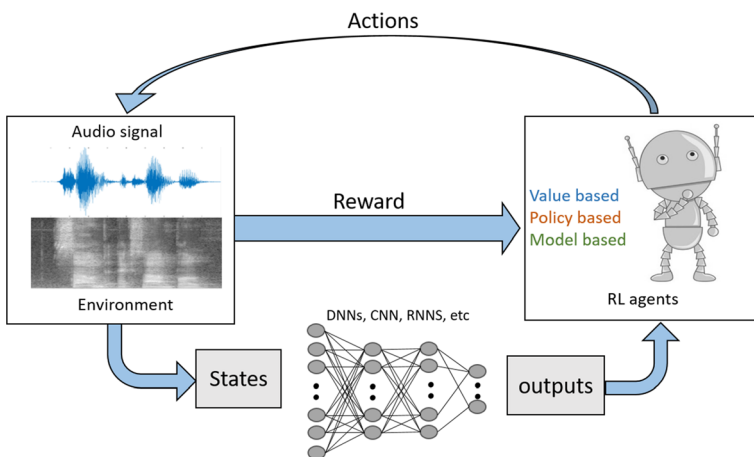 Actions
Audio signal
Environment
Reward
Value based
Policy based
Model based
RL agents
DNNs, CNN, RNNS, etc
States
outputs